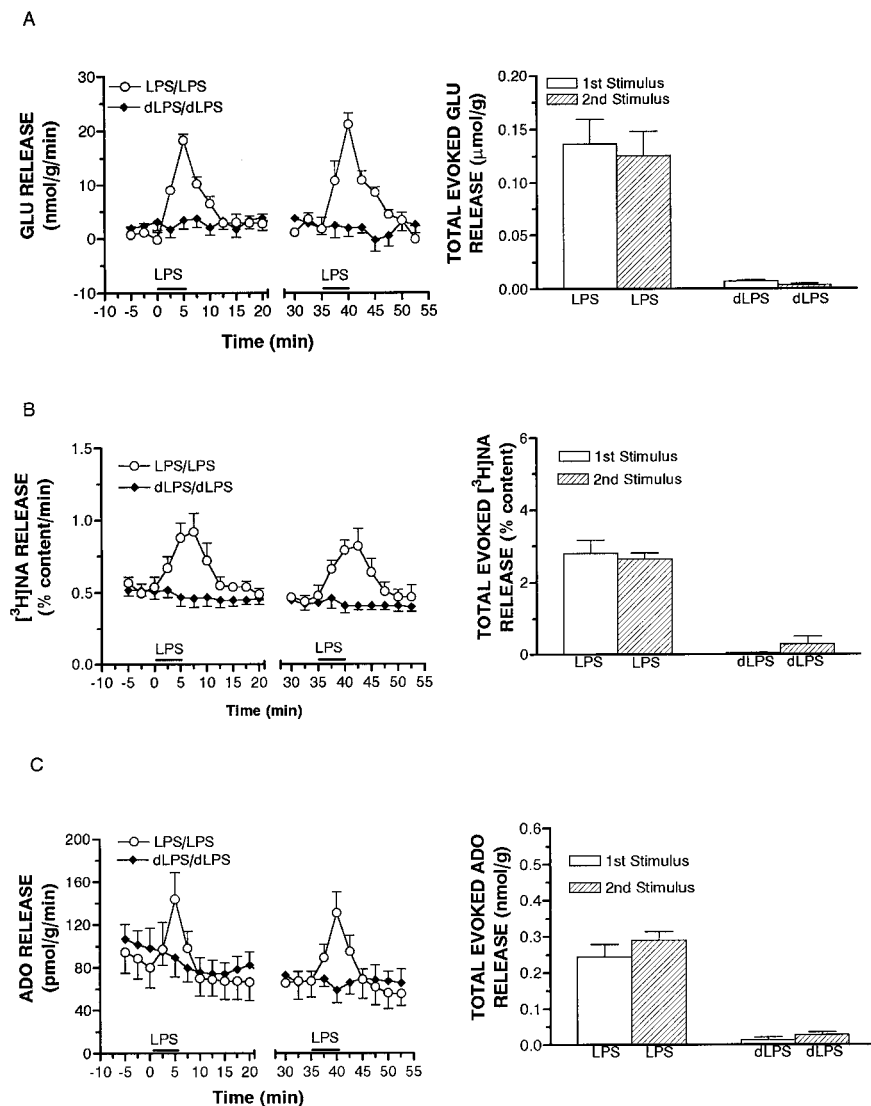 A
GLU RELEASE
(nmol/g/min)
30
20
10
0
-10
LPS/LPS
dLPS/dLPS
LPS
LPS
-10 -5 0 5 10 15 20 30 35 40 45 50 55
Time (min)
TOTAL EVOKED GLU
RELEASE (μmol/g)
0.20
0.15
0.10
0.05
0.00
1st Stimulus
2nd Stimulus
LPS LPS dLPS dLPS
B
[³H]NA RELEASE
(% content/min)
1.5
1.0
0.5
0.0
LPS/LPS
dLPS/dLPS
LPS
LPS
-10 -5 0 5 10 15 20 30 35 40 45 50 55
Time (min)
TOTAL EVOKED [³H]NA
RELEASE (% content)
6
4
2
0
1st Stimulus
2nd Stimulus
LPS LPS dLPS dLPS
C
ADO RELEASE
(pmol/g/min)
200
160
120
80
40
0
LPS/LPS
dLPS/dLPS
LPS
LPS
-10 -5 0 5 10 15 20 30 35 40 45 50 55
Time (min)
TOTAL EVOKED ADO
RELEASE (nmol/g)
0.6
0.5
0.4
0.3
0.2
0.1
0.0
1st Stimulus
2nd Stimulus
LPS LPS dLPS dLPS